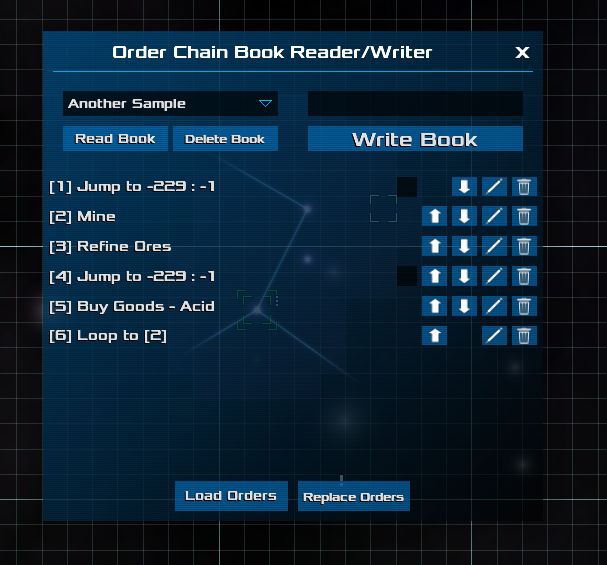 Order Chain Book Reader/Writer X
Another Sample
Read Book Delete Book Write Book
[1] Jump to -229 : -1
[2] Mine
[3] Refine Ores
[4] Jump to -229 : -1
[5] Buy Goods - Acid
[6] Loop to [2]
Load Orders Replace Orders